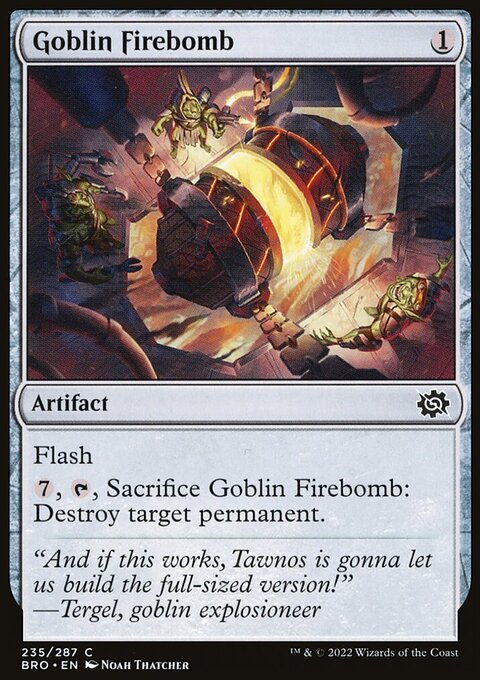 Goblin Firebomb 1
Artifact
Flash
7, Sacrifice Goblin Firebomb:
Destroy target permanent.
“And if this works, Tawnos is gonna let
us build the full-sized version!”
—Tergel, goblin explosioneer
235/287 C
BRO • EN Noah Thatcher
™ & © 2022 Wizards of the Coast